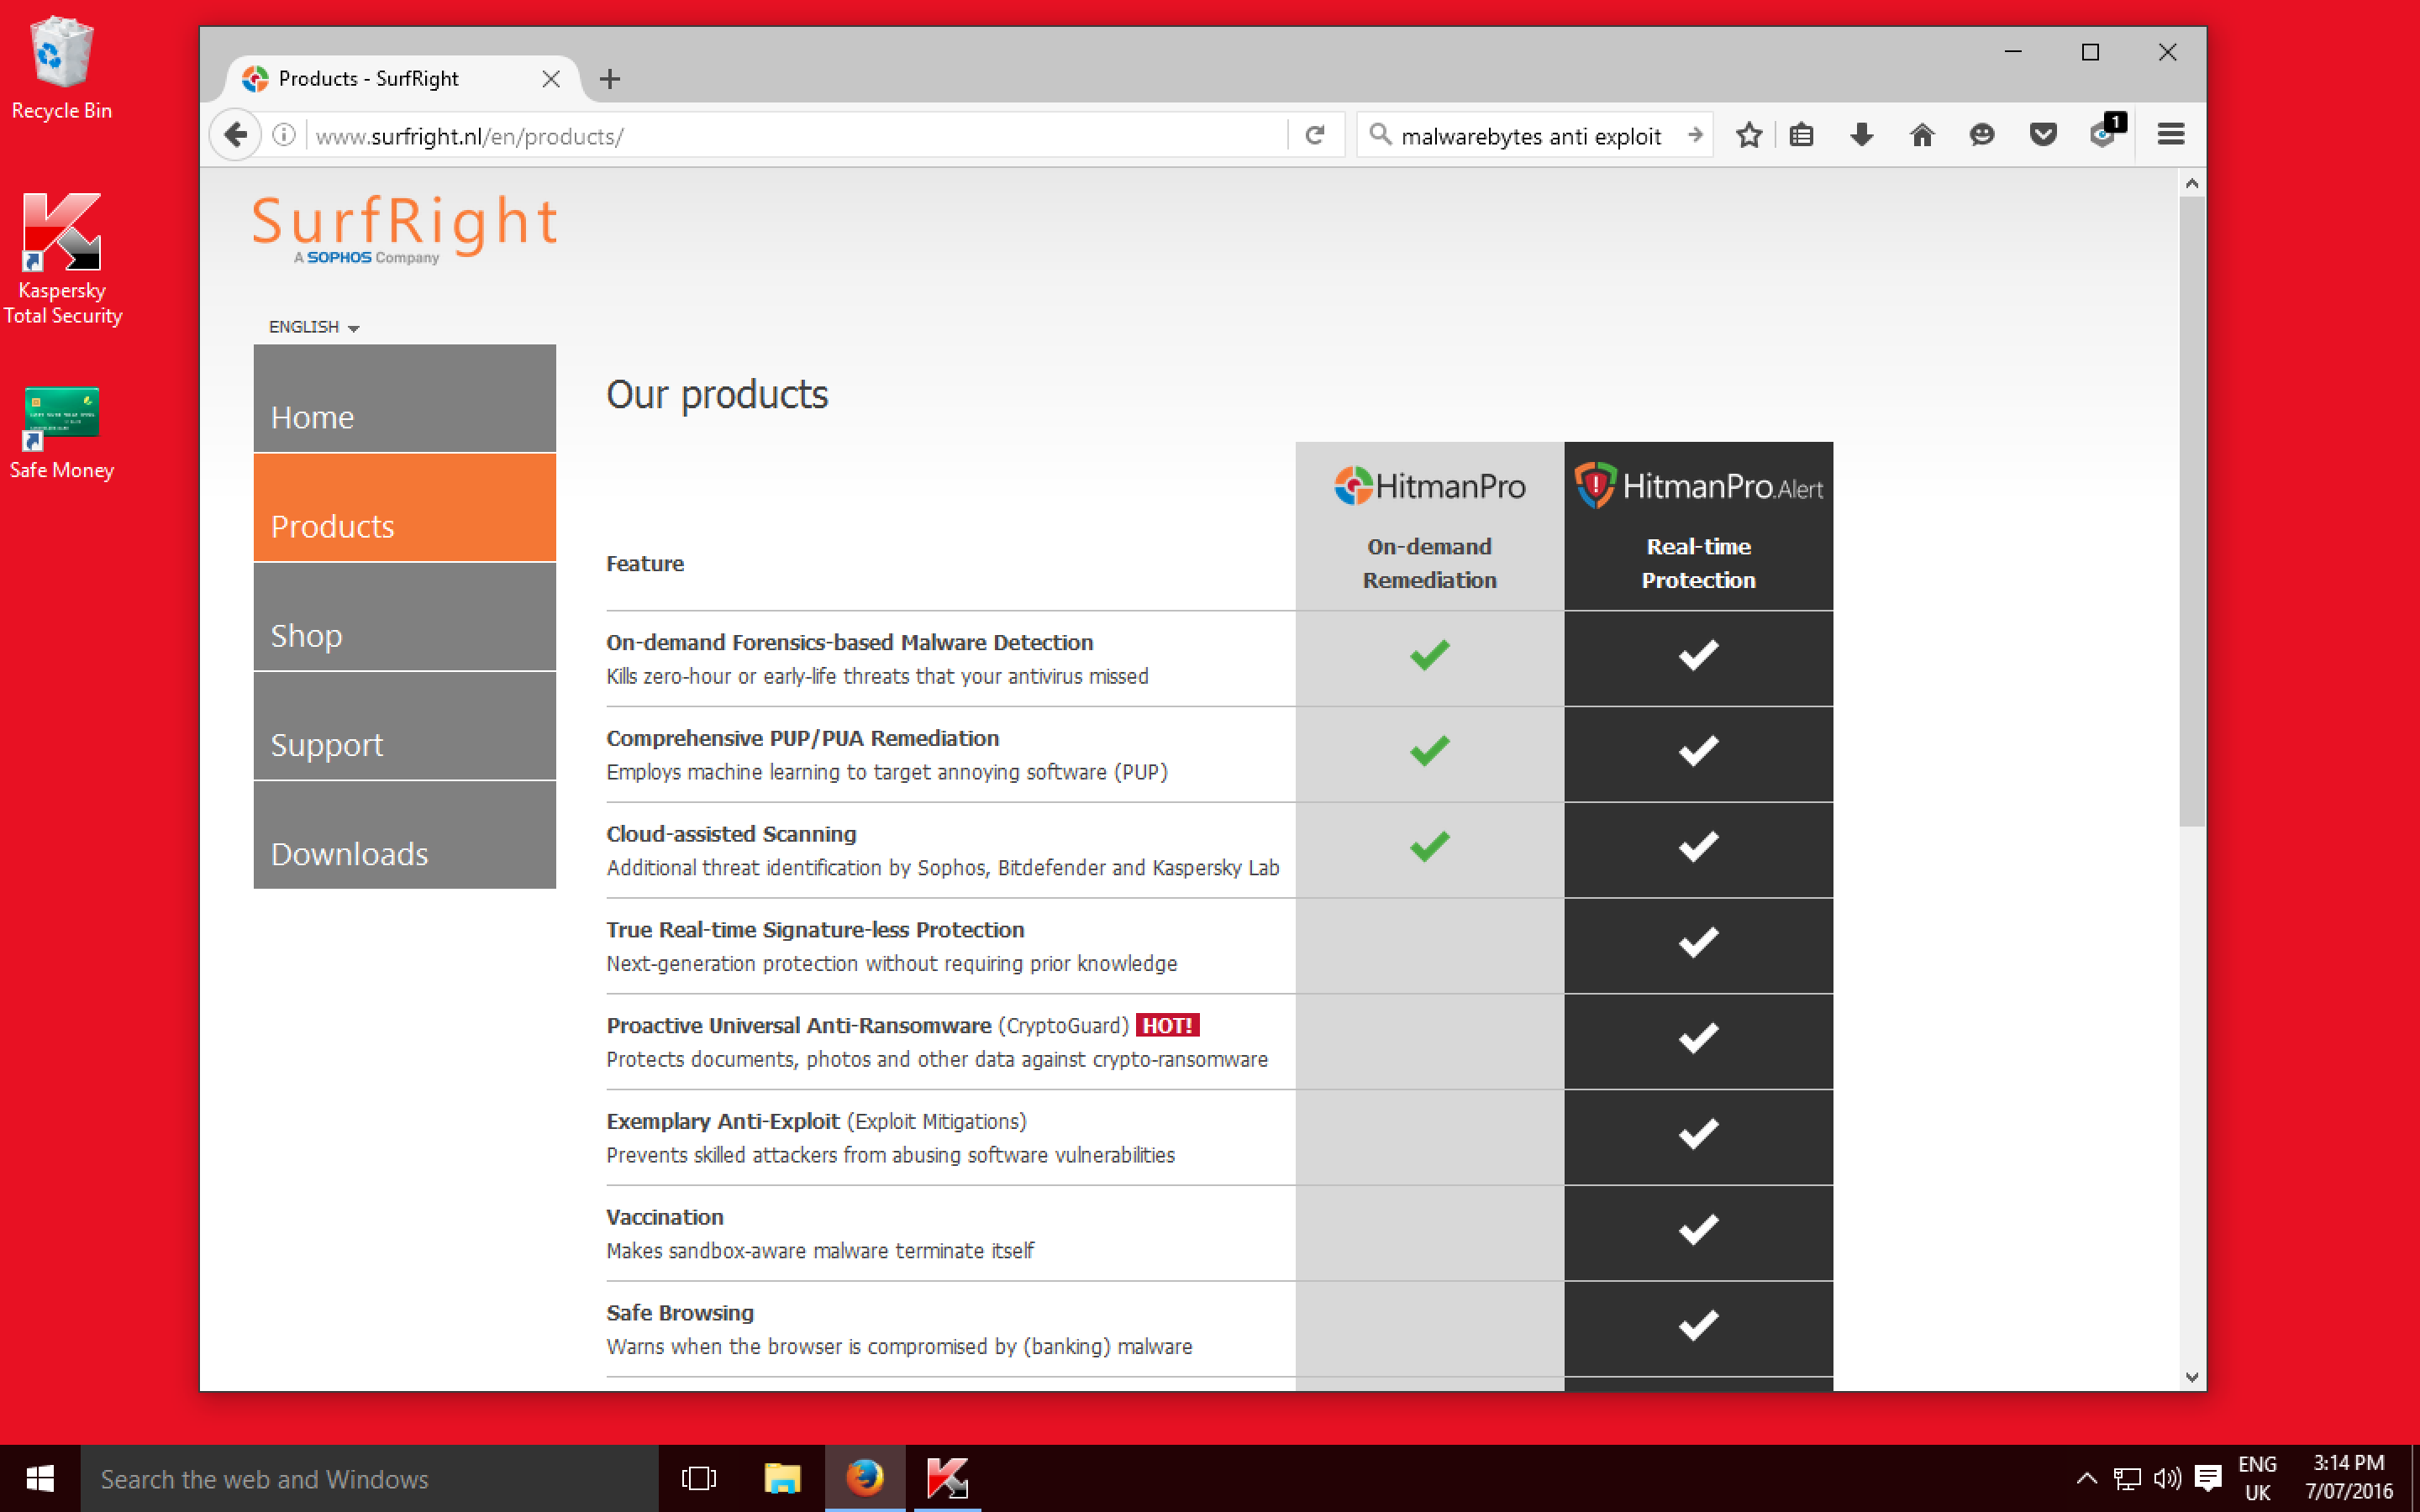 Recycle Bin
Kaspersky
Total Security
Safe Money
Products - SurfRight
www.surfright.nl/en/products/
malwarebytes anti exploit
1
SurfRight
A SOPHOS Company
ENGLISH
Home
Products
Shop
Support
Downloads
Our products
HitmanPro
HitmanPro.Alert
Feature
On-demand
Remediation
Real-time
Protection
On-demand Forensics-based Malware Detection
Kills zero-hour or early-life threats that your antivirus missed
Comprehensive PUP/PUA Remediation
Employs machine learning to target annoying software (PUP)
Cloud-assisted Scanning
Additional threat identification by Sophos, Bitdefender and Kaspersky Lab
True Real-time Signature-less Protection
Next-generation protection without requiring prior knowledge
Proactive Universal Anti-Ransomware (CryptoGuard) HOT!
Protects documents, photos and other data against crypto-ransomware
Exemplary Anti-Exploit (Exploit Mitigations)
Prevents skilled attackers from abusing software vulnerabilities
Vaccination
Makes sandbox-aware malware terminate itself
Safe Browsing
Warns when the browser is compromised by (banking) malware
Search the web and Windows
ENG
UK
3:14 PM
7/07/2016